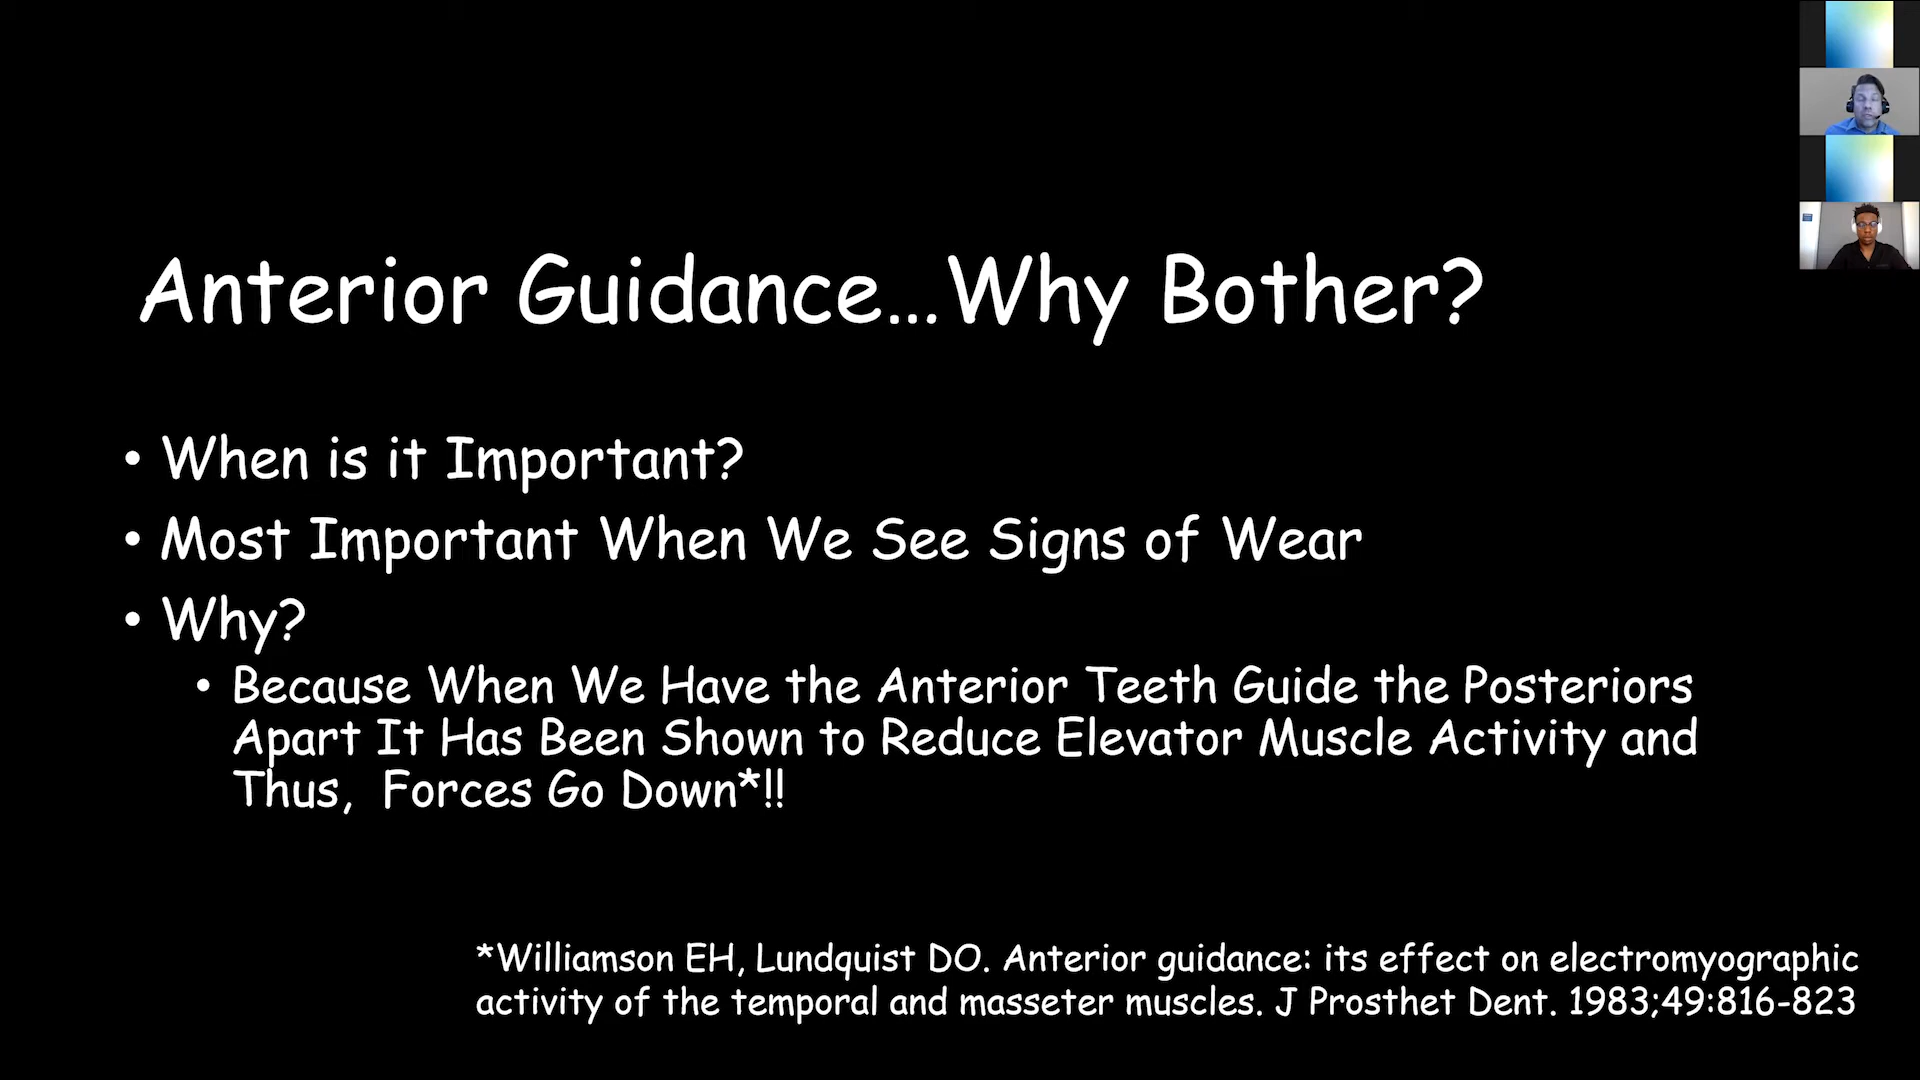 Anterior Guidance...Why Bother?
• When is it Important?
• Most Important When We See Signs of Wear
• Why?
• Because When We Have the Anterior Teeth Guide the Posteriors
Apart It Has Been Shown to Reduce Elevator Muscle Activity and
Thus,  Forces Go Down*!!
*Williamson EH, Lundquist DO. Anterior guidance: its effect on electromyographic
activity of the temporal and masseter muscles. J Prosthet Dent. 1983;49:816-823